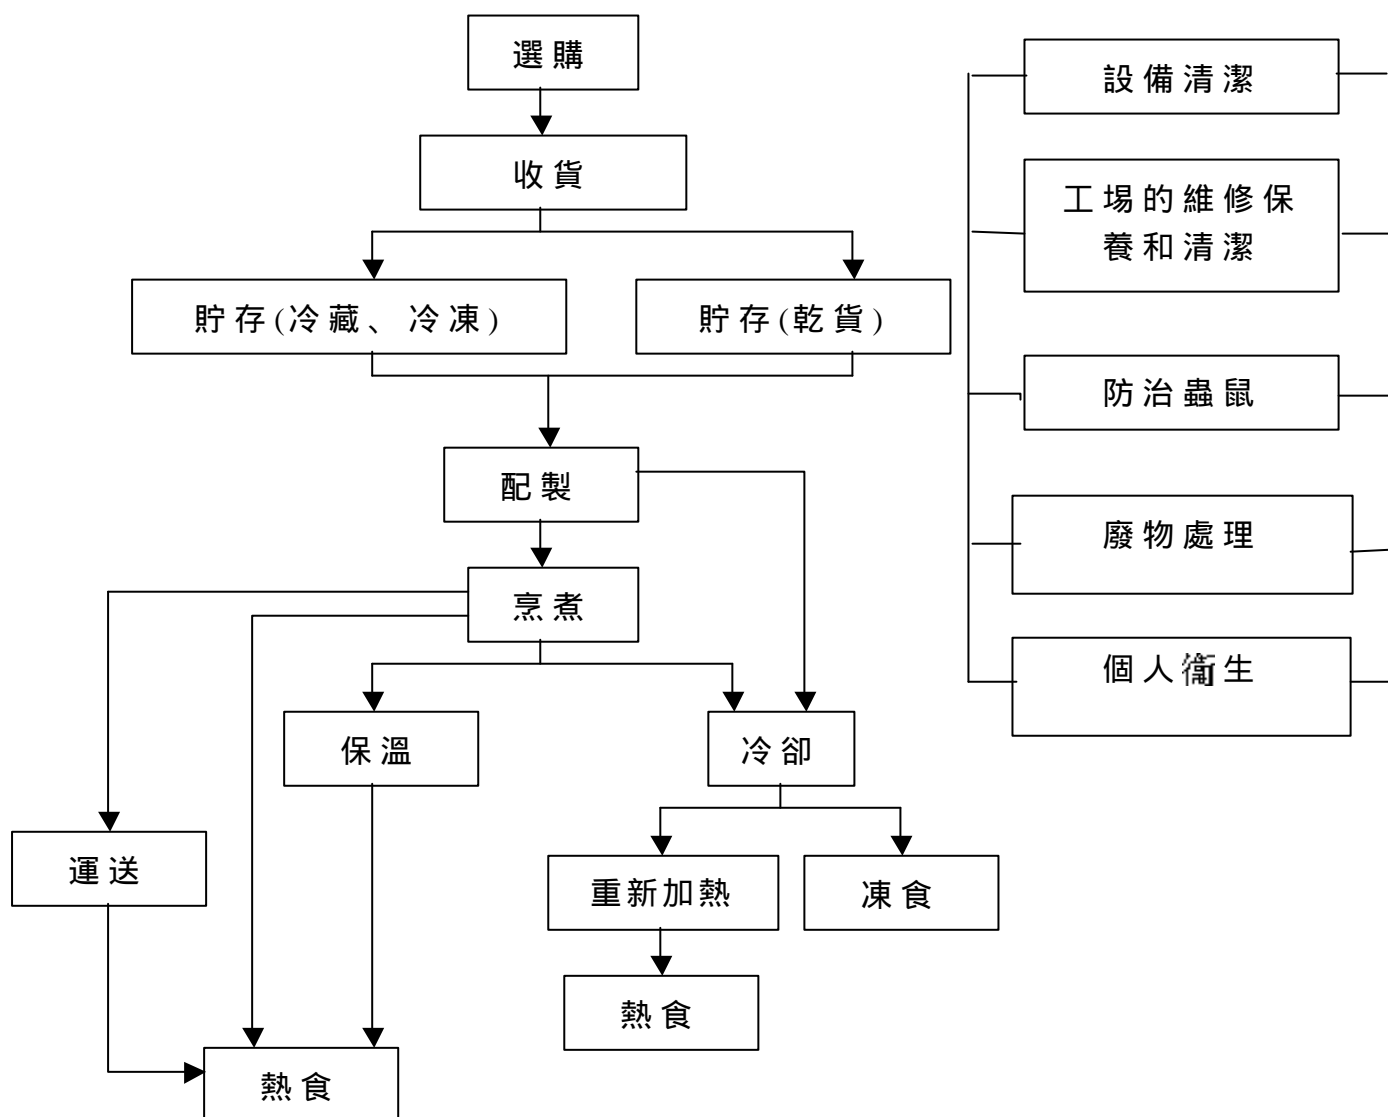 選購
收貨
貯存(冷藏、冷凍)
貯存(乾貨)
配製
烹煮
保溫
冷卻
運送
重新加熱
凍食
熱食
熱食
設備清潔
工場的維修保
養和清潔
防治蟲鼠
廢物處理
個人衞生